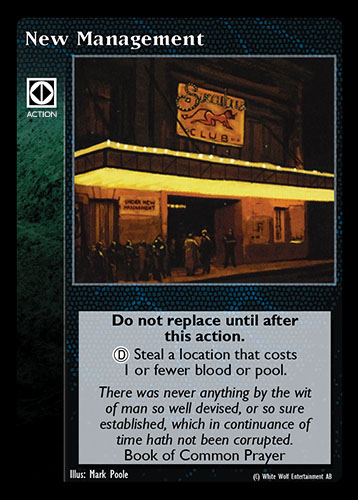 New Management
ACTION
Succubus
CLUB
UNDER NEW
MANAGEMENT
Do not replace until after
this action.
D Steal a location that costs
1 or fewer blood or pool.
There was never anything by the wit
of man so well devised, or so sure
established, which in continuance of
time hath not been corrupted.
Book of Common Prayer
Illus: Mark Poole
(C) White Wolf Entertainment AB